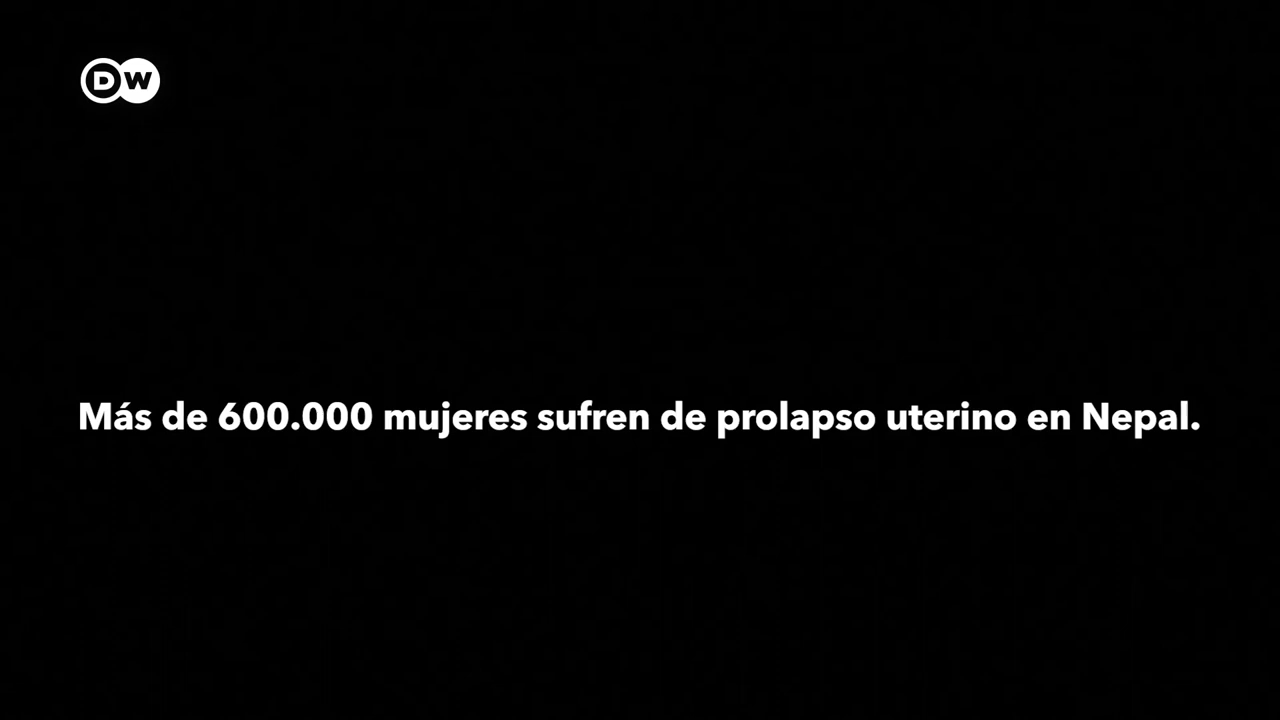 DW
Más de 600.000 mujeres sufren de prolapso uterino en Nepal.